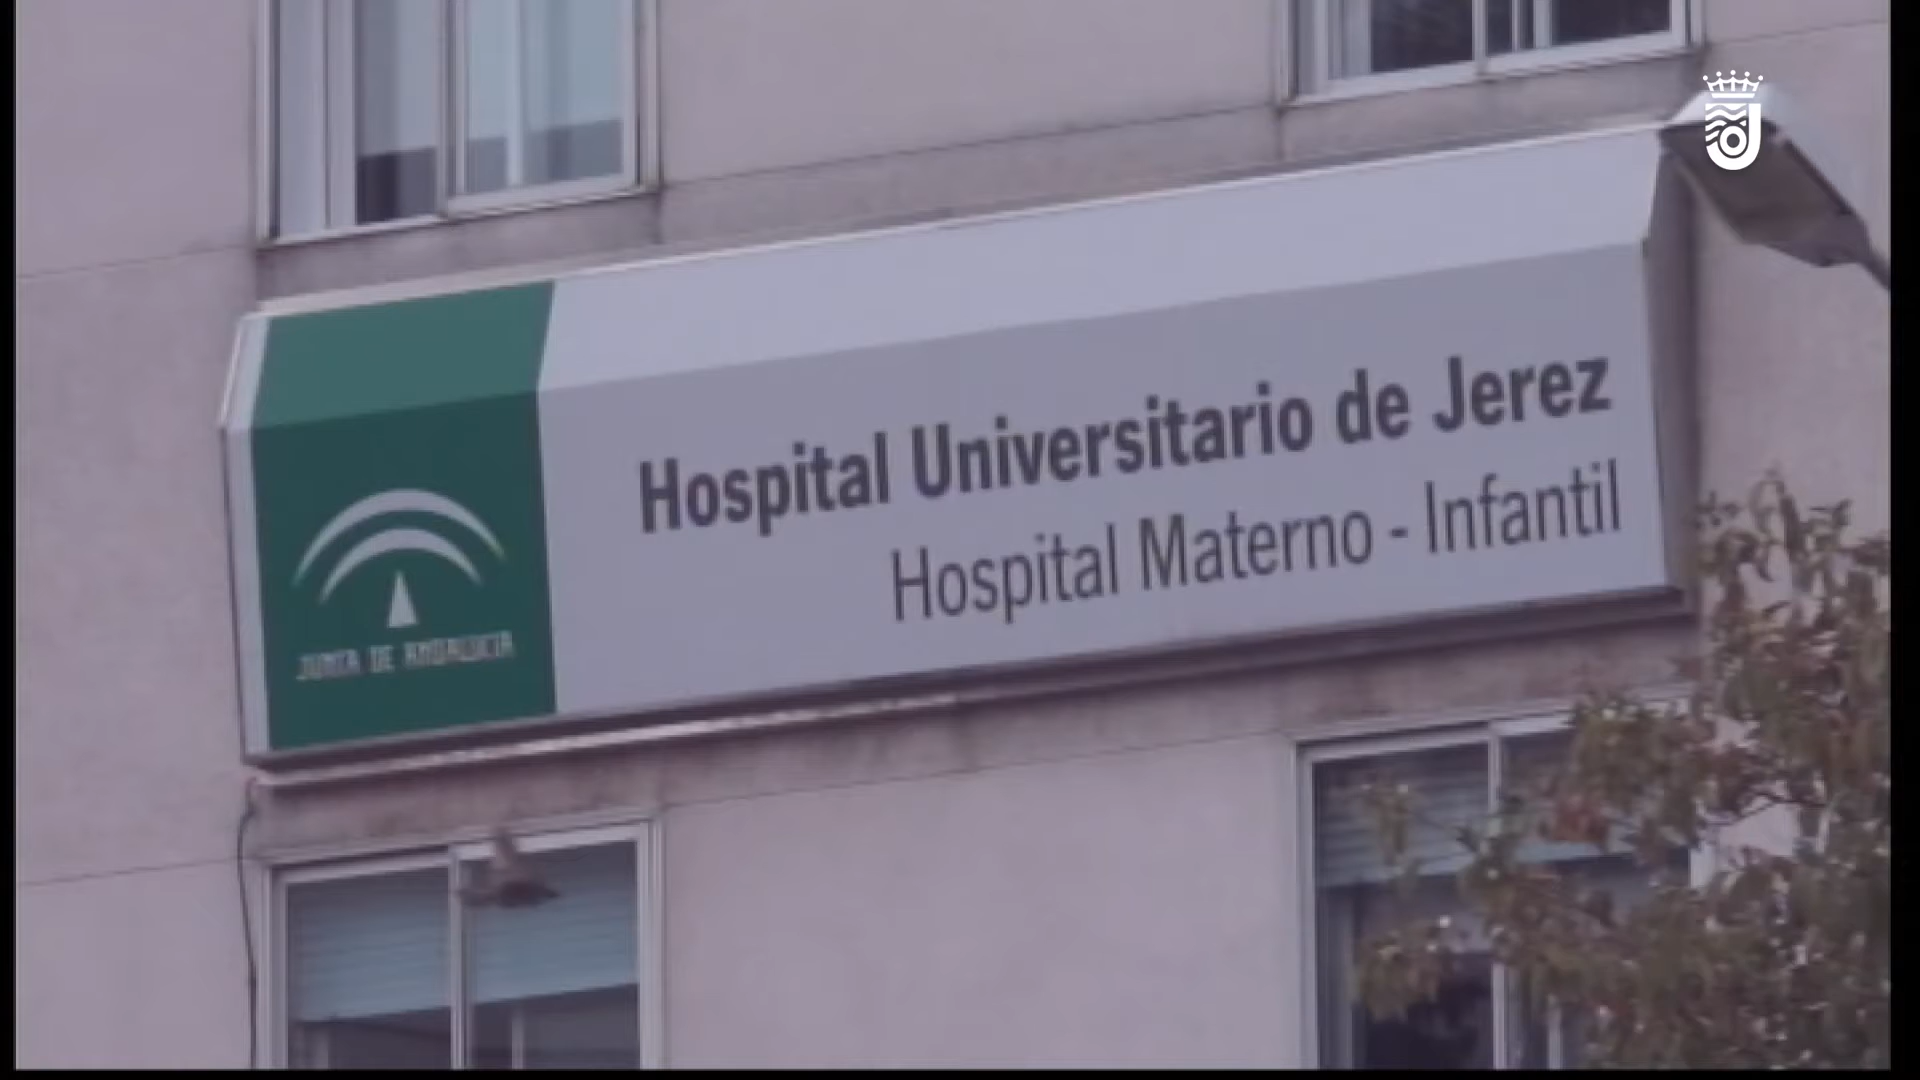 Hospital Universitario de Jerez
Hospital Materno - Infantil
JUNTA DE ANDALUCIA